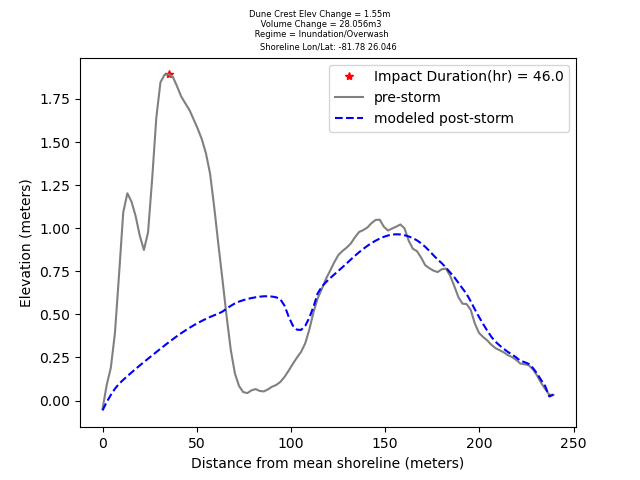 Dune Crest Elev Change = 1.55m
Volume Change = 28.056m3
Regime = Inundation/Overwash
Shoreline Lon/Lat: -81.78 26.046
Impact Duration(hr) = 46.0
pre-storm
modeled post-storm
1.75
1.50
1.25
1.00
0.75
0.50
0.25
0.00
Elevation (meters)
0 50 100 150 200 250
Distance from mean shoreline (meters)